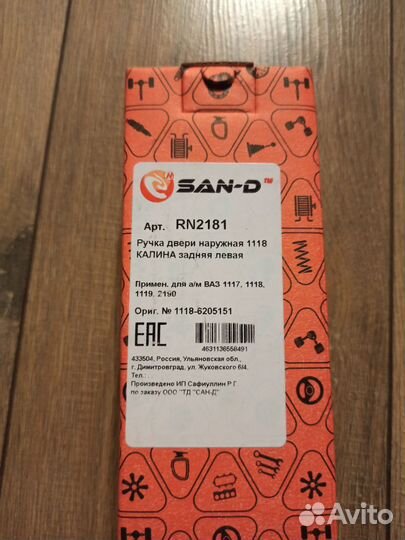 SAN-D™
Арт. RN2181
Ручка двери наружная 1118
КАЛИНА задняя левая
Примен. для а/м ВАЗ 1117, 1118,
1119, 2190
Ориг. № 1118-6205151
EAC
4631136558491
433504, Россия, Ульяновская обл.,
г. Димитровград, ул. Жуковского 6/4,
Тел.:
Произведено ИП Сафиуллин Р Г
по заказу ООО "ТД "САН-Д"
Avito